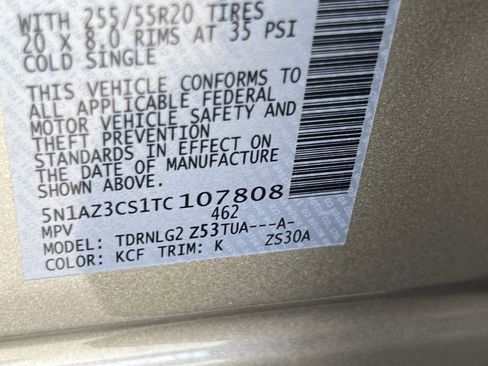 WITH 255/55R20 TIRES
20 X 8.0 RIMS AT 35 PSI
COLD SINGLE
THIS VEHICLE CONFORMS TO
ALL APPLICABLE FEDERAL
MOTOR VEHICLE SAFETY AND
THEFT PREVENTION
STANDARDS IN EFFECT ON
THE DATE OF MANUFACTURE
SHOWN ABOVE.
5N1AZ3CS1TC107808
MPV 462
MODEL: TDRNLG2 Z53TUA---A-
COLOR: KCF TRIM: K ZS30A